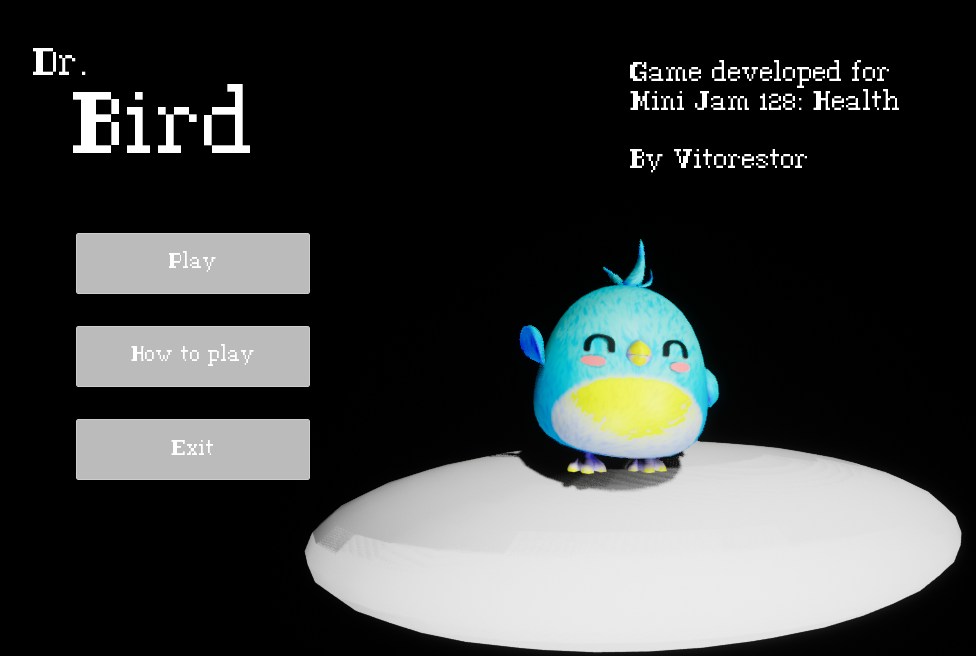 Dr.
Bird
Game developed for
Mini Jam 128: Health
By Vitorestor
Play
How to play
Exit